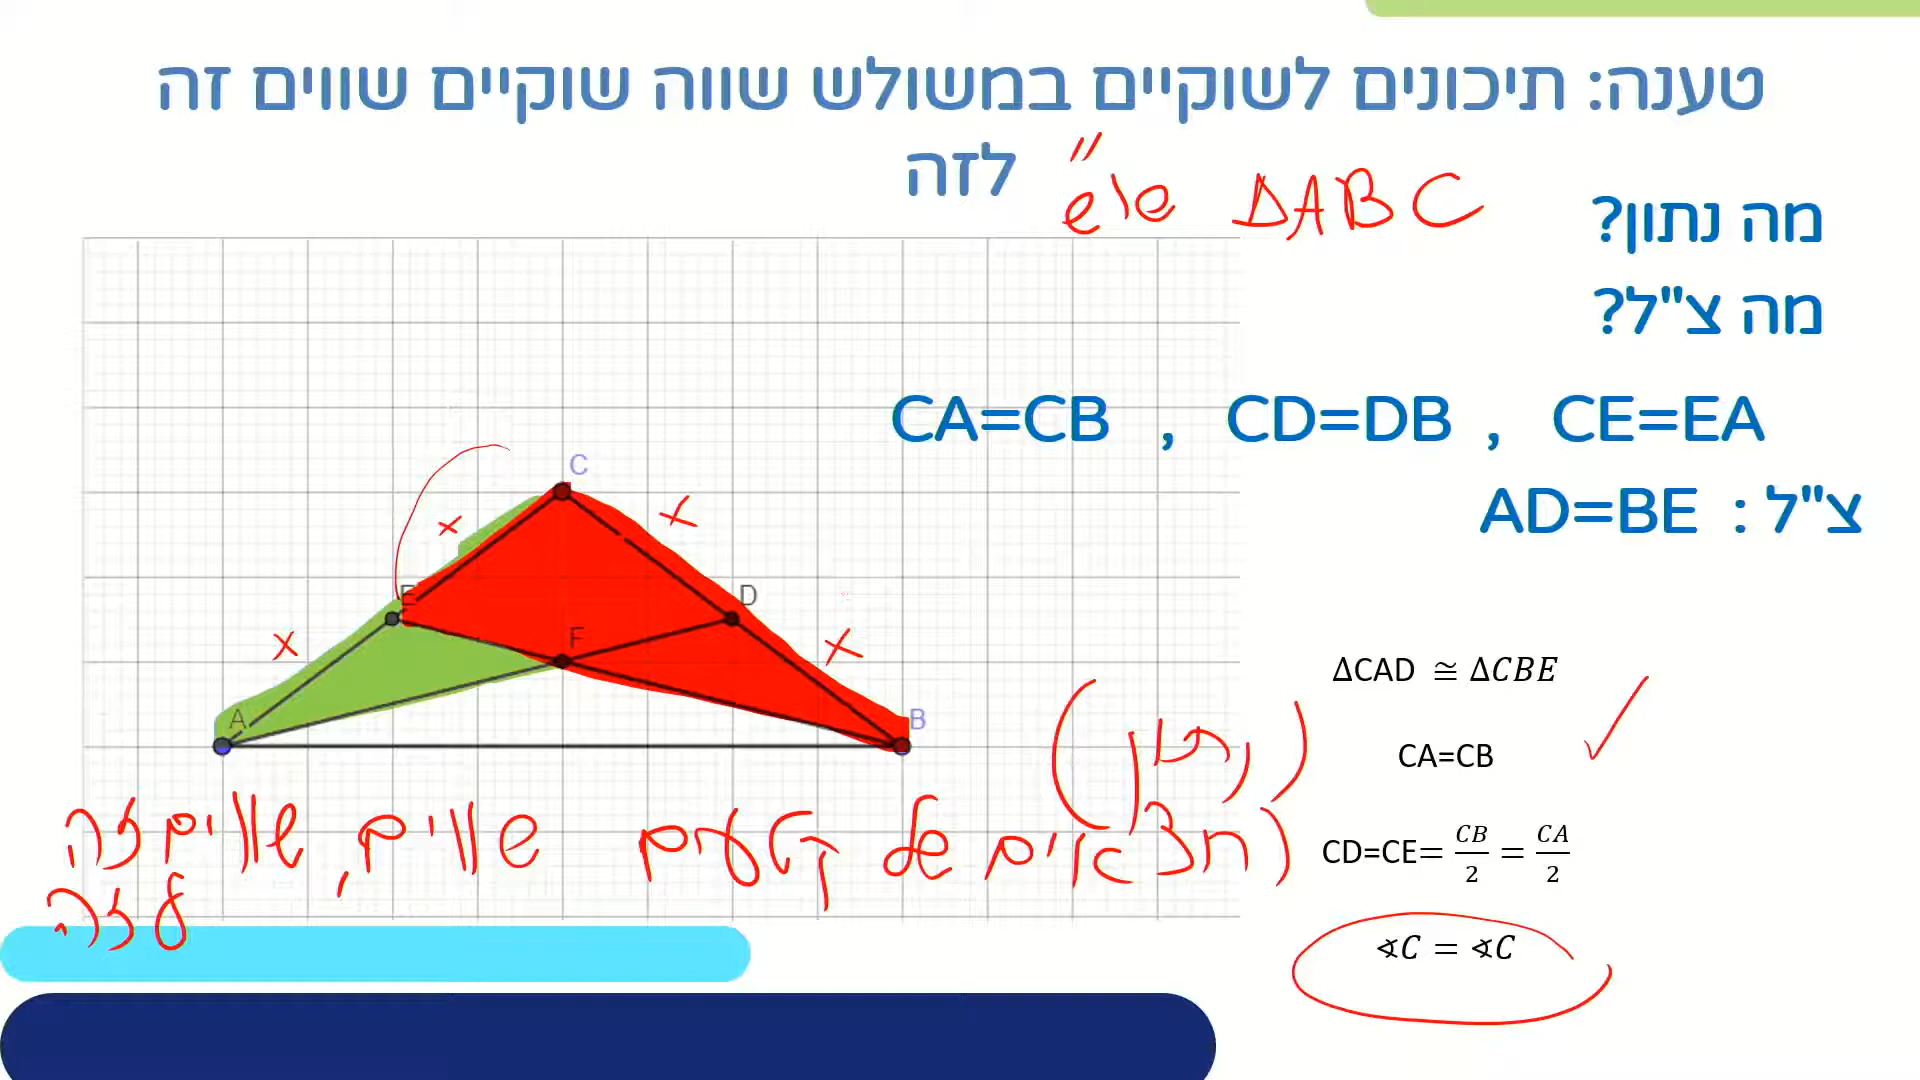 טענה: תיכונים לשוקיים במשולש שווה שוקיים שווים זה
לזה
ΔABC שו"ש
מה נתון?
מה צ"ל?
CA=CB , CD=DB , CE=EA
צ"ל : AD=BE
C
x
x
E
D
x
x
F
A
B
ΔCAD ≅ ΔCBE
CA=CB
(נתון)
CD=CE= CB/2 = CA/2
(חצאים של קטעים שווים, שווים זה
לזה
∢C = ∢C